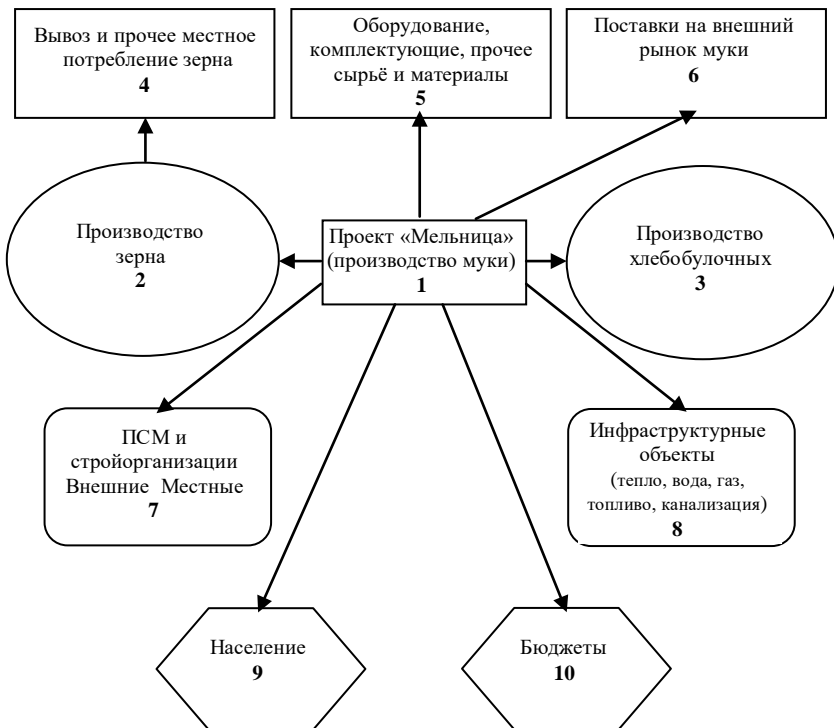 Вывоз и прочее местное
потребление зерна
4
Оборудование,
комплектующие, прочее
сырьё и материалы
5
Поставки на внешний
рынок муки
6
Производство
зерна
2
Проект «Мельница»
(производство муки)
1
Производство
хлебобулочных
3
ПСМ и
стройорганизации
Внешние Местные
7
Инфраструктурные
объекты
(тепло, вода, газ,
топливо, канализация)
8
Население
9
Бюджеты
10